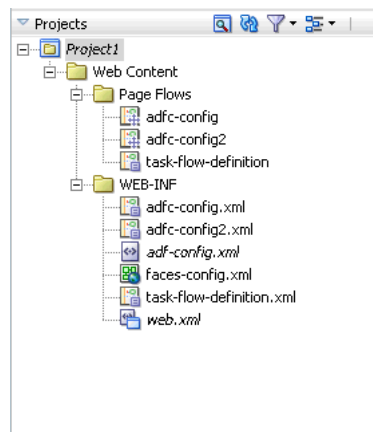 Projects
Project1
Web Content
Page Flows
adfc-config
adfc-config2
task-flow-definition
WEB-INF
adfc-config.xml
adfc-config2.xml
adf-config.xml
faces-config.xml
task-flow-definition.xml
web.xml